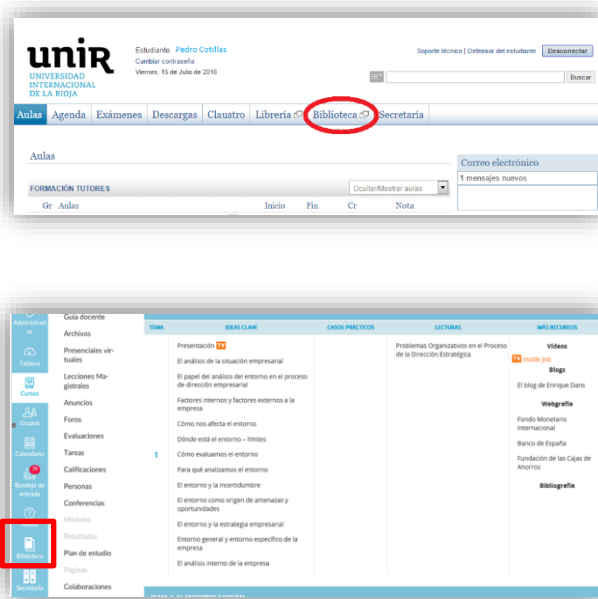 unir
UNIVERSIDAD
INTERNACIONAL
DE LA RIOJA
Estudiante Pedro Cotillas
Cambiar contraseña
Viernes, 15 de Julio de 2016
Soporte técnico | Defensor del estudiante Desconectar
Buscar
Aulas Agenda Exámenes Descargas Claustro Librería Biblioteca Secretaría
Aulas
Correo electrónico
1 mensajes nuevos
FORMACIÓN TUTORES
Ocultar/Mostrar aulas
Gr Aulas Inicio Fin Cr Nota
Administrador
Tablero
Cursos
Grupos
Calendario
Bandeja de entrada
Biblioteca
Secretaría
Guía docente
Archivos
Presenciales vir-
tuales
Lecciones Ma-
gistrales
Anuncios
Foros
Evaluaciones
Tareas
Calificaciones
Personas
Conferencias
Módulos
Resultados
Plan de estudio
Páginas
Colaboraciones
TEMA IDEAS CLAVE CASOS PRÁCTICOS LECTURAS MÁS RECURSOS
1
Presentación TV
El análisis de la situación empresarial
El papel del análisis del entorno en el proceso
de dirección empresarial
Factores internos y factores externos a la
empresa
Cómo nos afecta el entorno
Dónde está el entorno – límites
Cómo evaluamos el entorno
Para qué analizamos el entorno
El entorno y la incertidumbre
El entorno como origen de amenazas y
oportunidades
El entorno y la estrategia empresarial
Entorno general y entorno específico de la
empresa
El análisis interno de la empresa
Problemas Organizativos en el Proceso
de la Dirección Estratégica
Vídeos
TV Inside job
Blogs
El blog de Enrique Dans
Webgrafía
Fondo Monetario
Internacional
Banco de España
Fundación de las Cajas de
Ahorros
Bibliografía